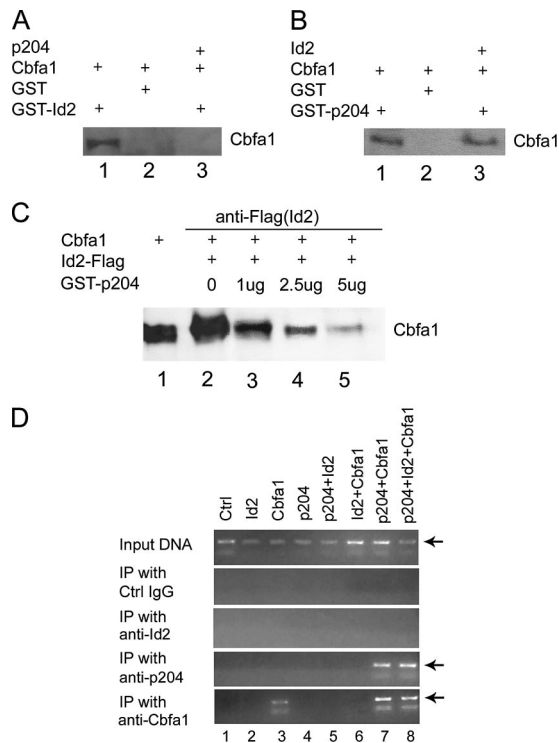 A
p204 +
Cbfa1 + + +
GST +
GST-Id2 + +
Cbfa1
1 2 3
B
Id2 +
Cbfa1 + + +
GST +
GST-p204 + +
Cbfa1
1 2 3
C
anti-Flag(Id2)
Cbfa1 + + + + +
Id2-Flag + + + +
GST-p204 0 1ug 2.5ug 5ug
Cbfa1
1 2 3 4 5
D
Ctrl Id2 Cbfa1 p204 p204+Id2 Id2+Cbfa1 p204+Cbfa1 p204+Id2+Cbfa1
Input DNA
IP with
Ctrl IgG
IP with
anti-Id2
IP with
anti-p204
IP with
anti-Cbfa1
1 2 3 4 5 6 7 8